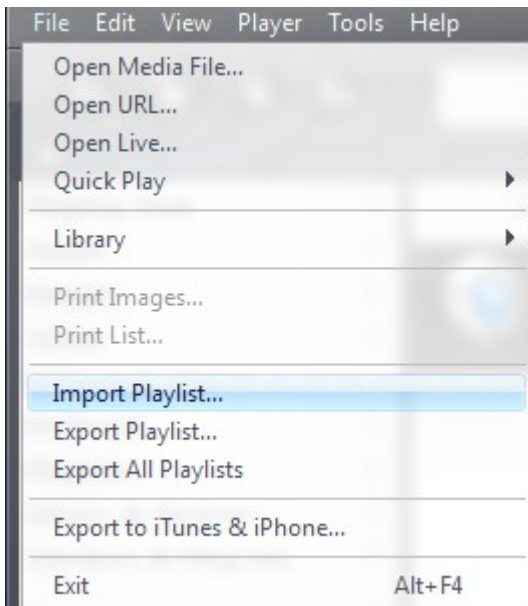 File Edit View Player Tools Help
Open Media File...
Open URL...
Open Live...
Quick Play
Library
Print Images...
Print List...
Import Playlist...
Export Playlist...
Export All Playlists
Export to iTunes & iPhone...
Exit Alt+F4